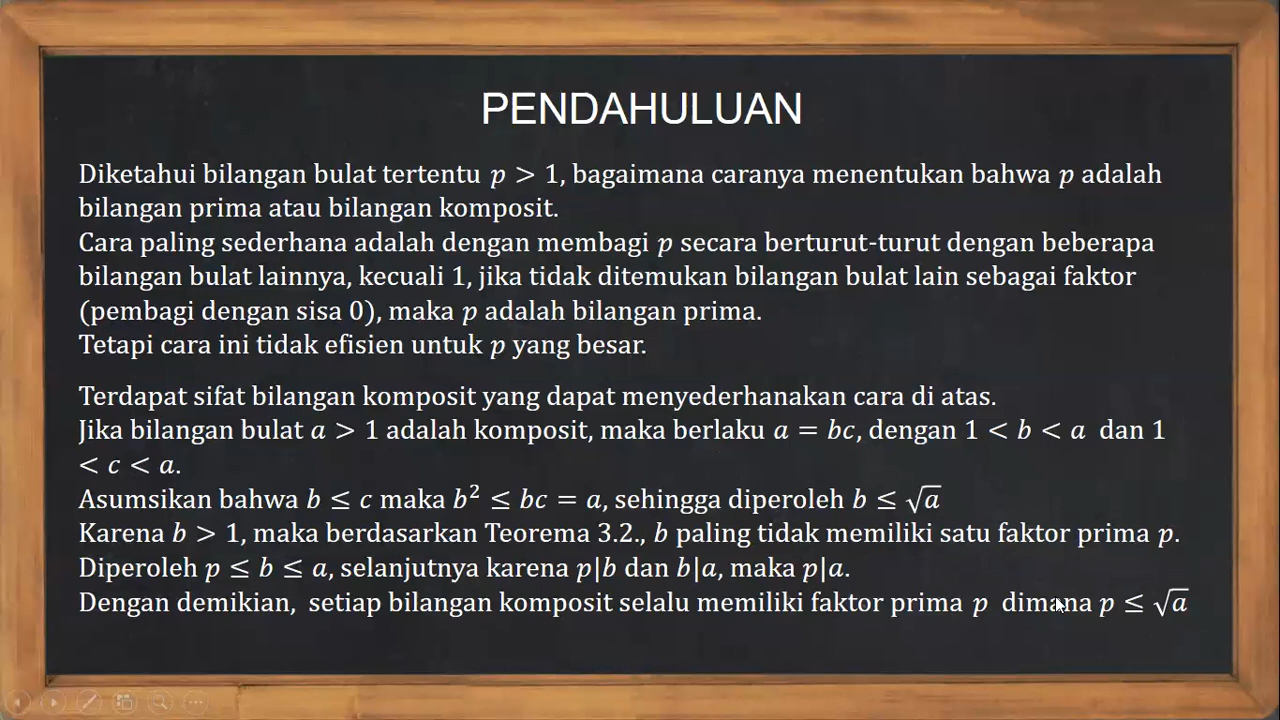 PENDAHULUAN
Diketahui bilangan bulat tertentu p > 1, bagaimana caranya menentukan bahwa p adalah
bilangan prima atau bilangan komposit.
Cara paling sederhana adalah dengan membagi p secara berturut-turut dengan beberapa
bilangan bulat lainnya, kecuali 1, jika tidak ditemukan bilangan bulat lain sebagai faktor
(pembagi dengan sisa 0), maka p adalah bilangan prima.
Tetapi cara ini tidak efisien untuk p yang besar.
Terdapat sifat bilangan komposit yang dapat menyederhanakan cara di atas.
Jika bilangan bulat a > 1 adalah komposit, maka berlaku a = bc, dengan 1 < b < a dan 1
< c < a.
Asumsikan bahwa b ≤ c maka b² ≤ bc = a, sehingga diperoleh b ≤ √a
Karena b > 1, maka berdasarkan Teorema 3.2., b paling tidak memiliki satu faktor prima p.
Diperoleh p ≤ b ≤ a, selanjutnya karena p|b dan b|a, maka p|a.
Dengan demikian, setiap bilangan komposit selalu memiliki faktor prima p dimana p ≤ √a